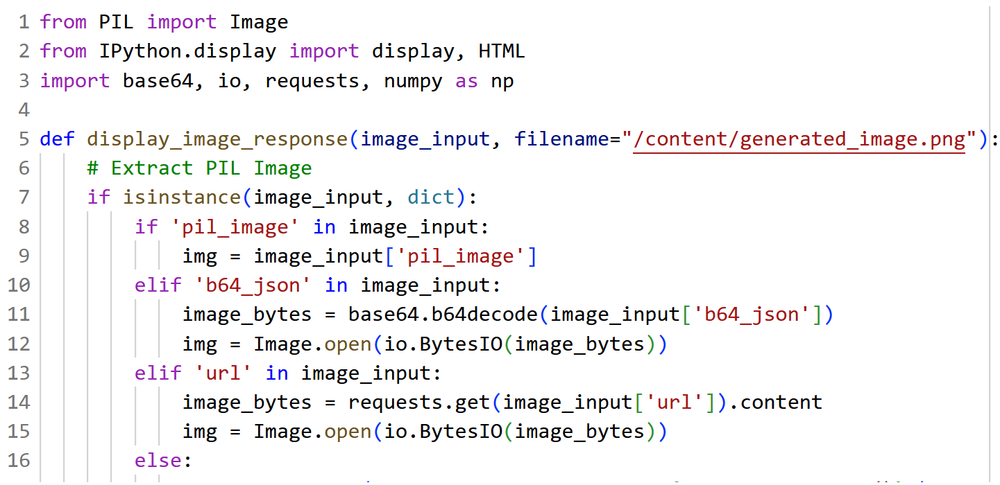 1 from PIL import Image
2 from IPython.display import display, HTML
3 import base64, io, requests, numpy as np
4
5 def display_image_response(image_input, filename="/content/generated_image.png"):
6     # Extract PIL Image
7     if isinstance(image_input, dict):
8         if 'pil_image' in image_input:
9             img = image_input['pil_image']
10         elif 'b64_json' in image_input:
11             image_bytes = base64.b64decode(image_input['b64_json'])
12             img = Image.open(io.BytesIO(image_bytes))
13         elif 'url' in image_input:
14             image_bytes = requests.get(image_input['url']).content
15             img = Image.open(io.BytesIO(image_bytes))
16         else: